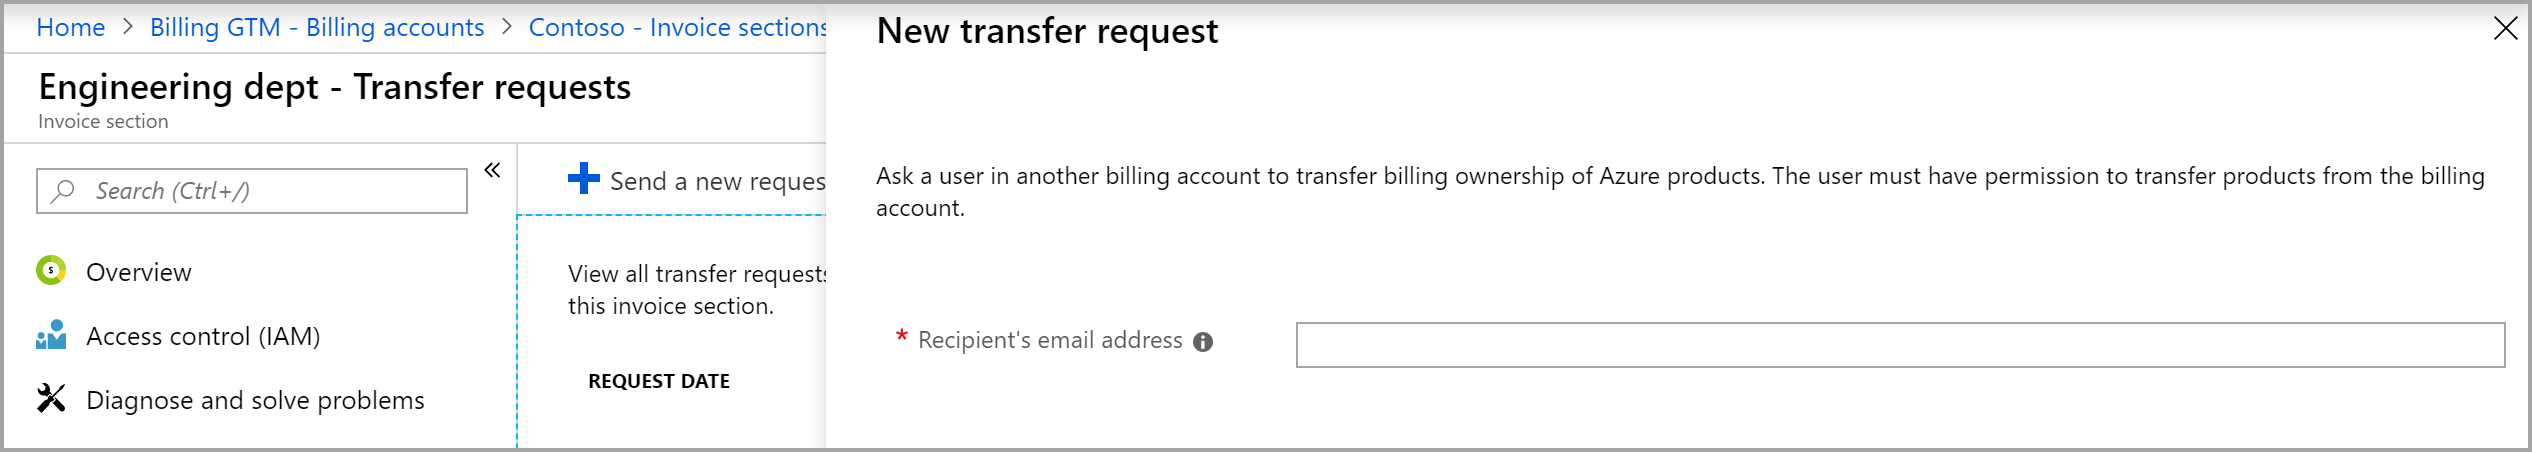 Home > Billing GTM - Billing accounts > Contoso - Invoice sections
Engineering dept - Transfer requests
Invoice section
Search (Ctrl+/)
«
Overview
Access control (IAM)
Diagnose and solve problems
Send a new reques
View all transfer requests
this invoice section.
REQUEST DATE
New transfer request
Ask a user in another billing account to transfer billing ownership of Azure products. The user must have permission to transfer products from the billing
account.
* Recipient's email address